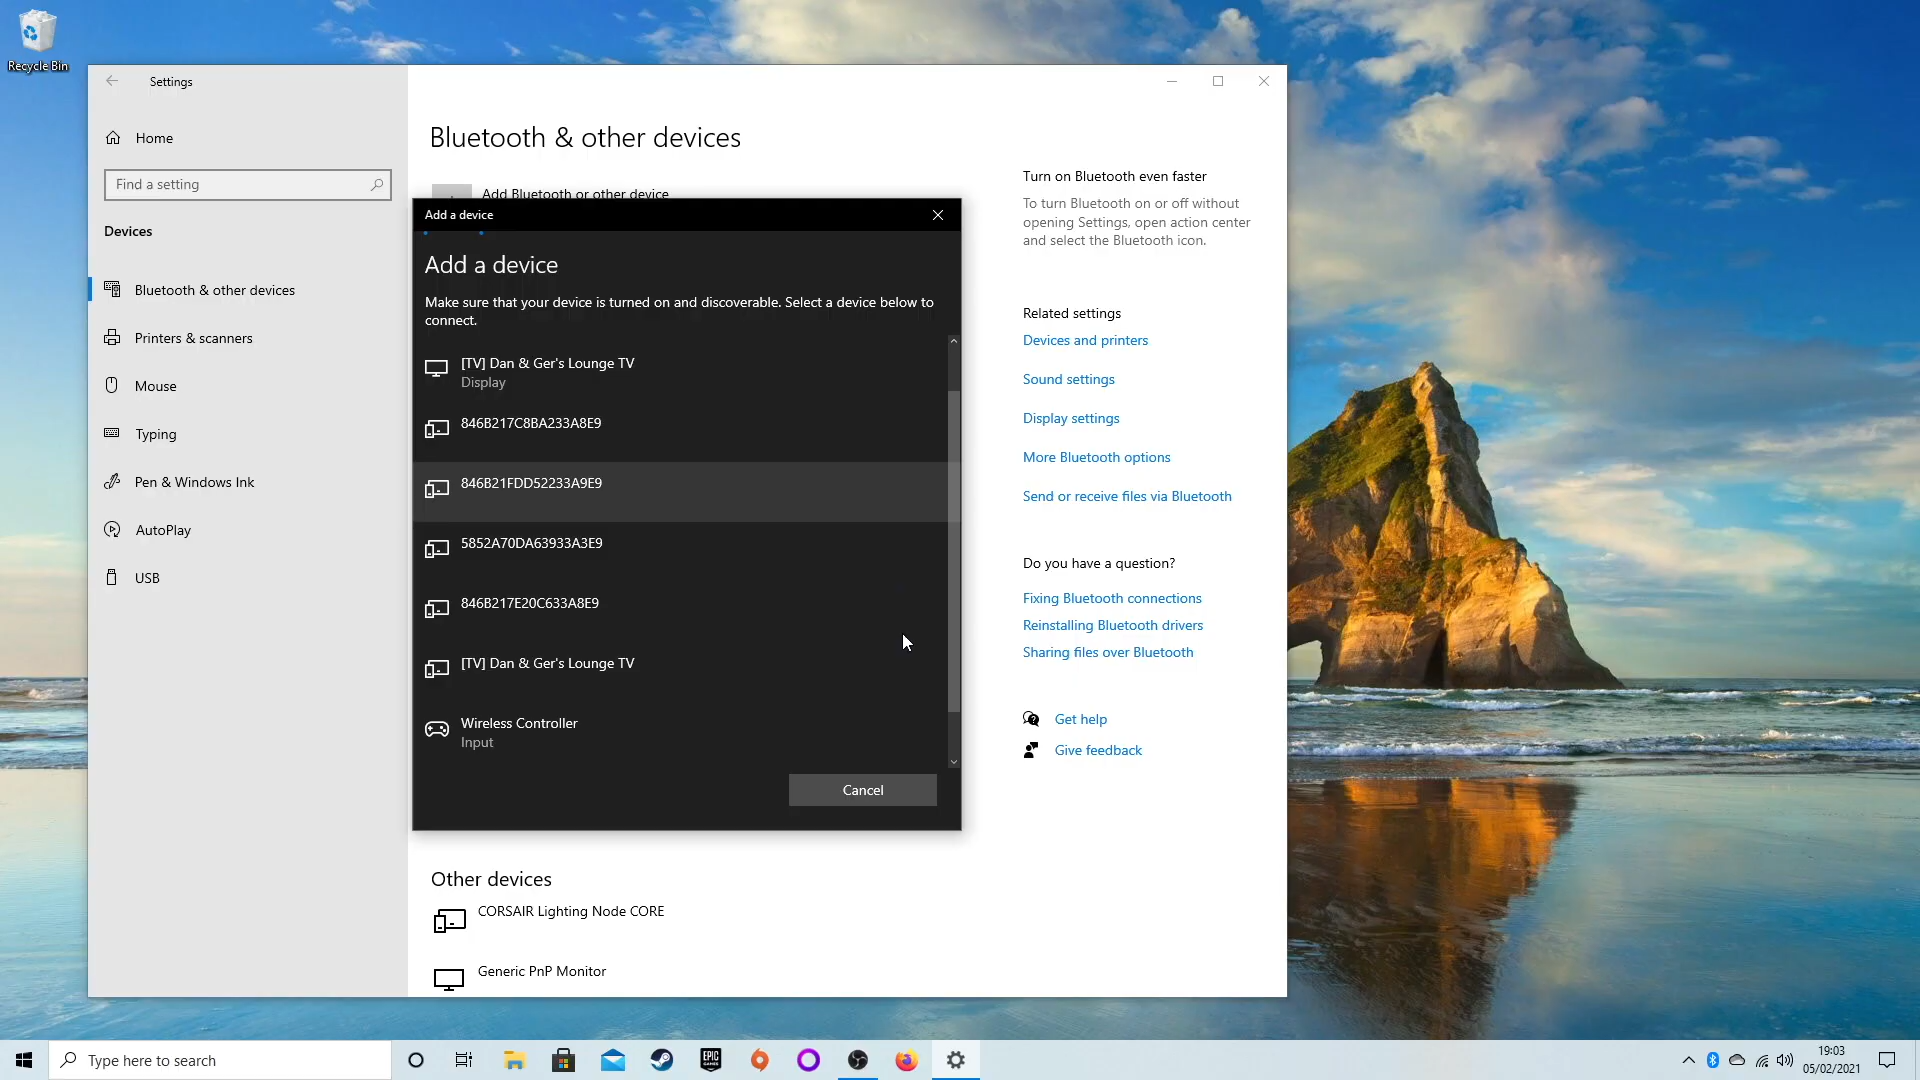 Recycle Bin
Settings
Home
Find a setting
Devices
Bluetooth & other devices
Printers & scanners
Mouse
Typing
Pen & Windows Ink
AutoPlay
USB
Bluetooth & other devices
Add Bluetooth or other device
Add a device
Add a device
Make sure that your device is turned on and discoverable. Select a device below to
connect.
[TV] Dan & Ger's Lounge TV
Display
846B217C8BA233A8E9
846B21FDD52233A9E9
5852A70DA63933A3E9
846B217E20C633A8E9
[TV] Dan & Ger's Lounge TV
Wireless Controller
Input
Cancel
Other devices
CORSAIR Lighting Node CORE
Generic PnP Monitor
Turn on Bluetooth even faster
To turn Bluetooth on or off without
opening Settings, open action center
and select the Bluetooth icon.
Related settings
Devices and printers
Sound settings
Display settings
More Bluetooth options
Send or receive files via Bluetooth
Do you have a question?
Fixing Bluetooth connections
Reinstalling Bluetooth drivers
Sharing files over Bluetooth
Get help
Give feedback
Type here to search
EPIC
GAMES
19:03
05/02/2021